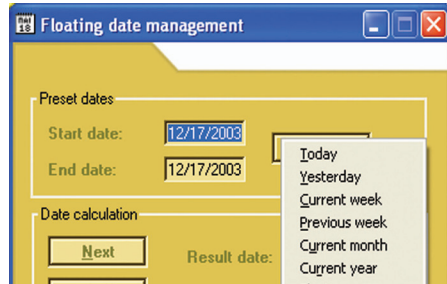 Floating date management
Preset dates
Start date: 12/17/2003
End date: 12/17/2003
Today
Yesterday
Current week
Previous week
Current month
Current year
Date calculation
Next
Result date: